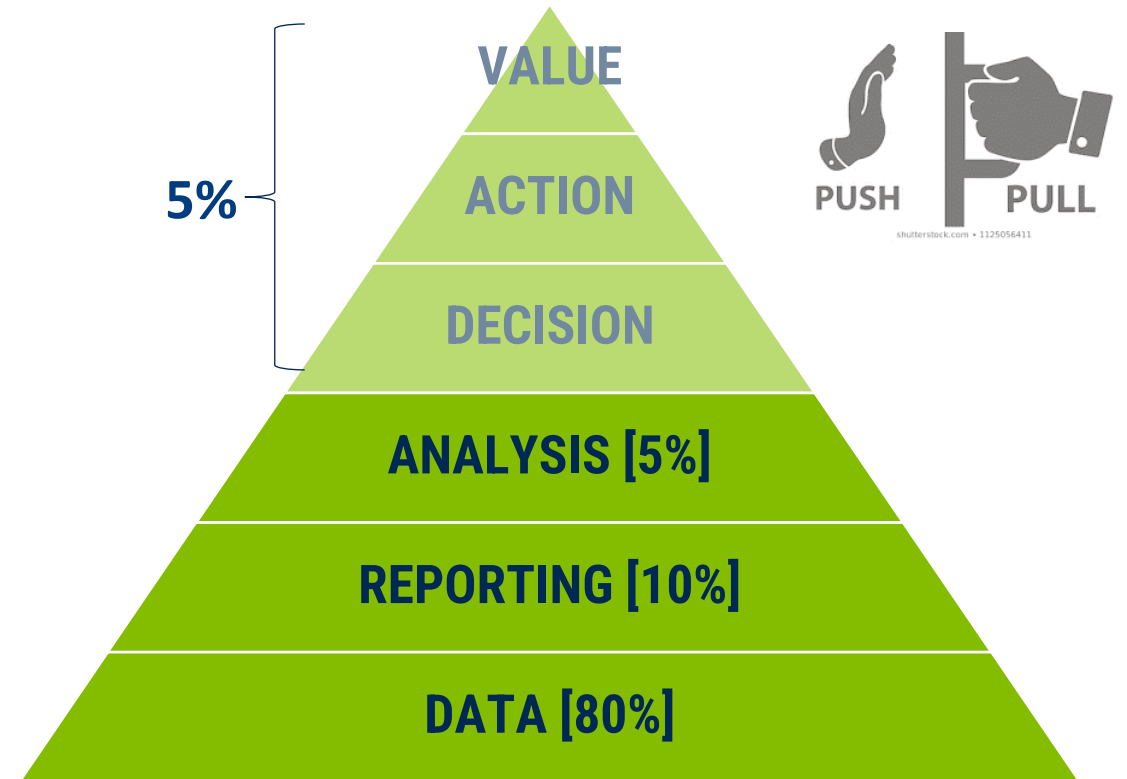 VALUE
PUSH
PULL
shutterstock.com • 1125056411
5%
ACTION
DECISION
ANALYSIS [5%]
REPORTING [10%]
DATA [80%]